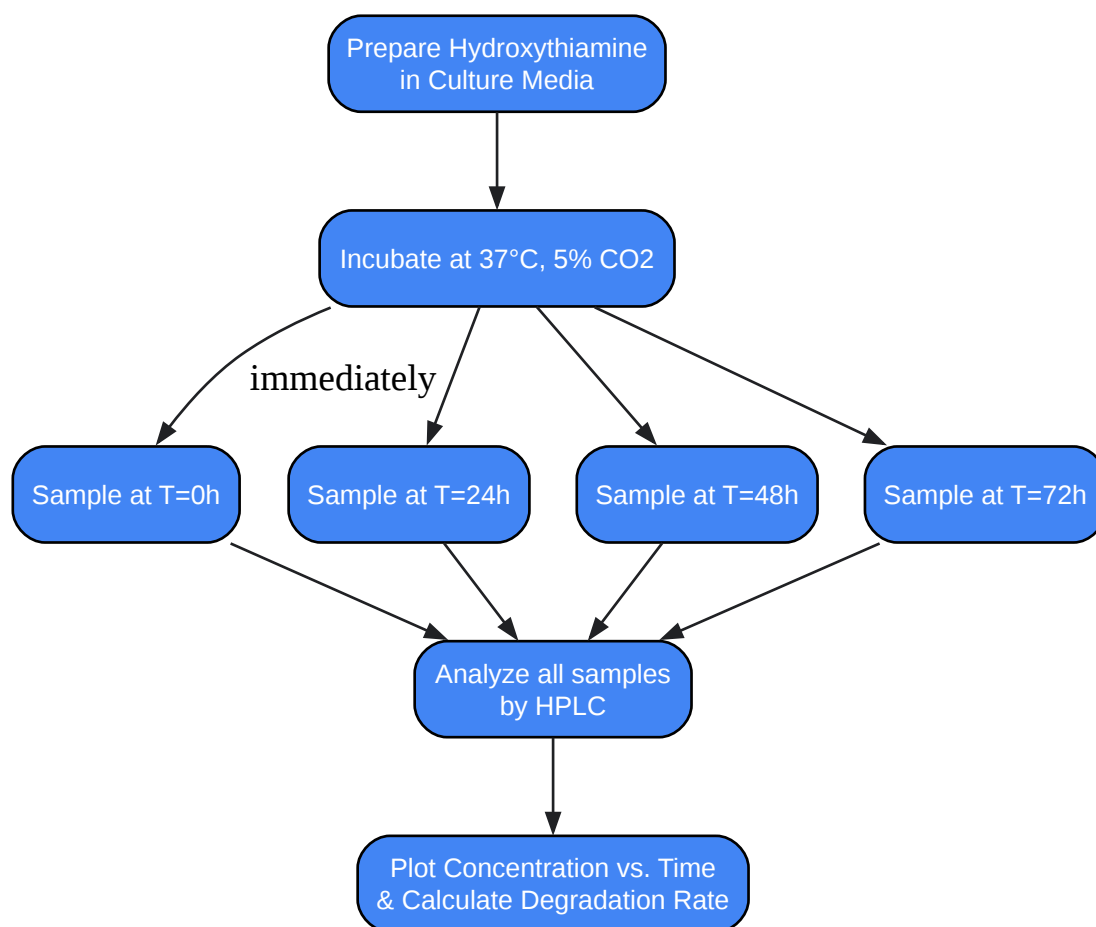 Prepare Hydroxythiamine
in Culture Media
Incubate at 37°C, 5% CO2
immediately
Sample at T=0h
Sample at T=24h
Sample at T=48h
Sample at T=72h
Analyze all samples
by HPLC
Plot Concentration vs. Time
& Calculate Degradation Rate